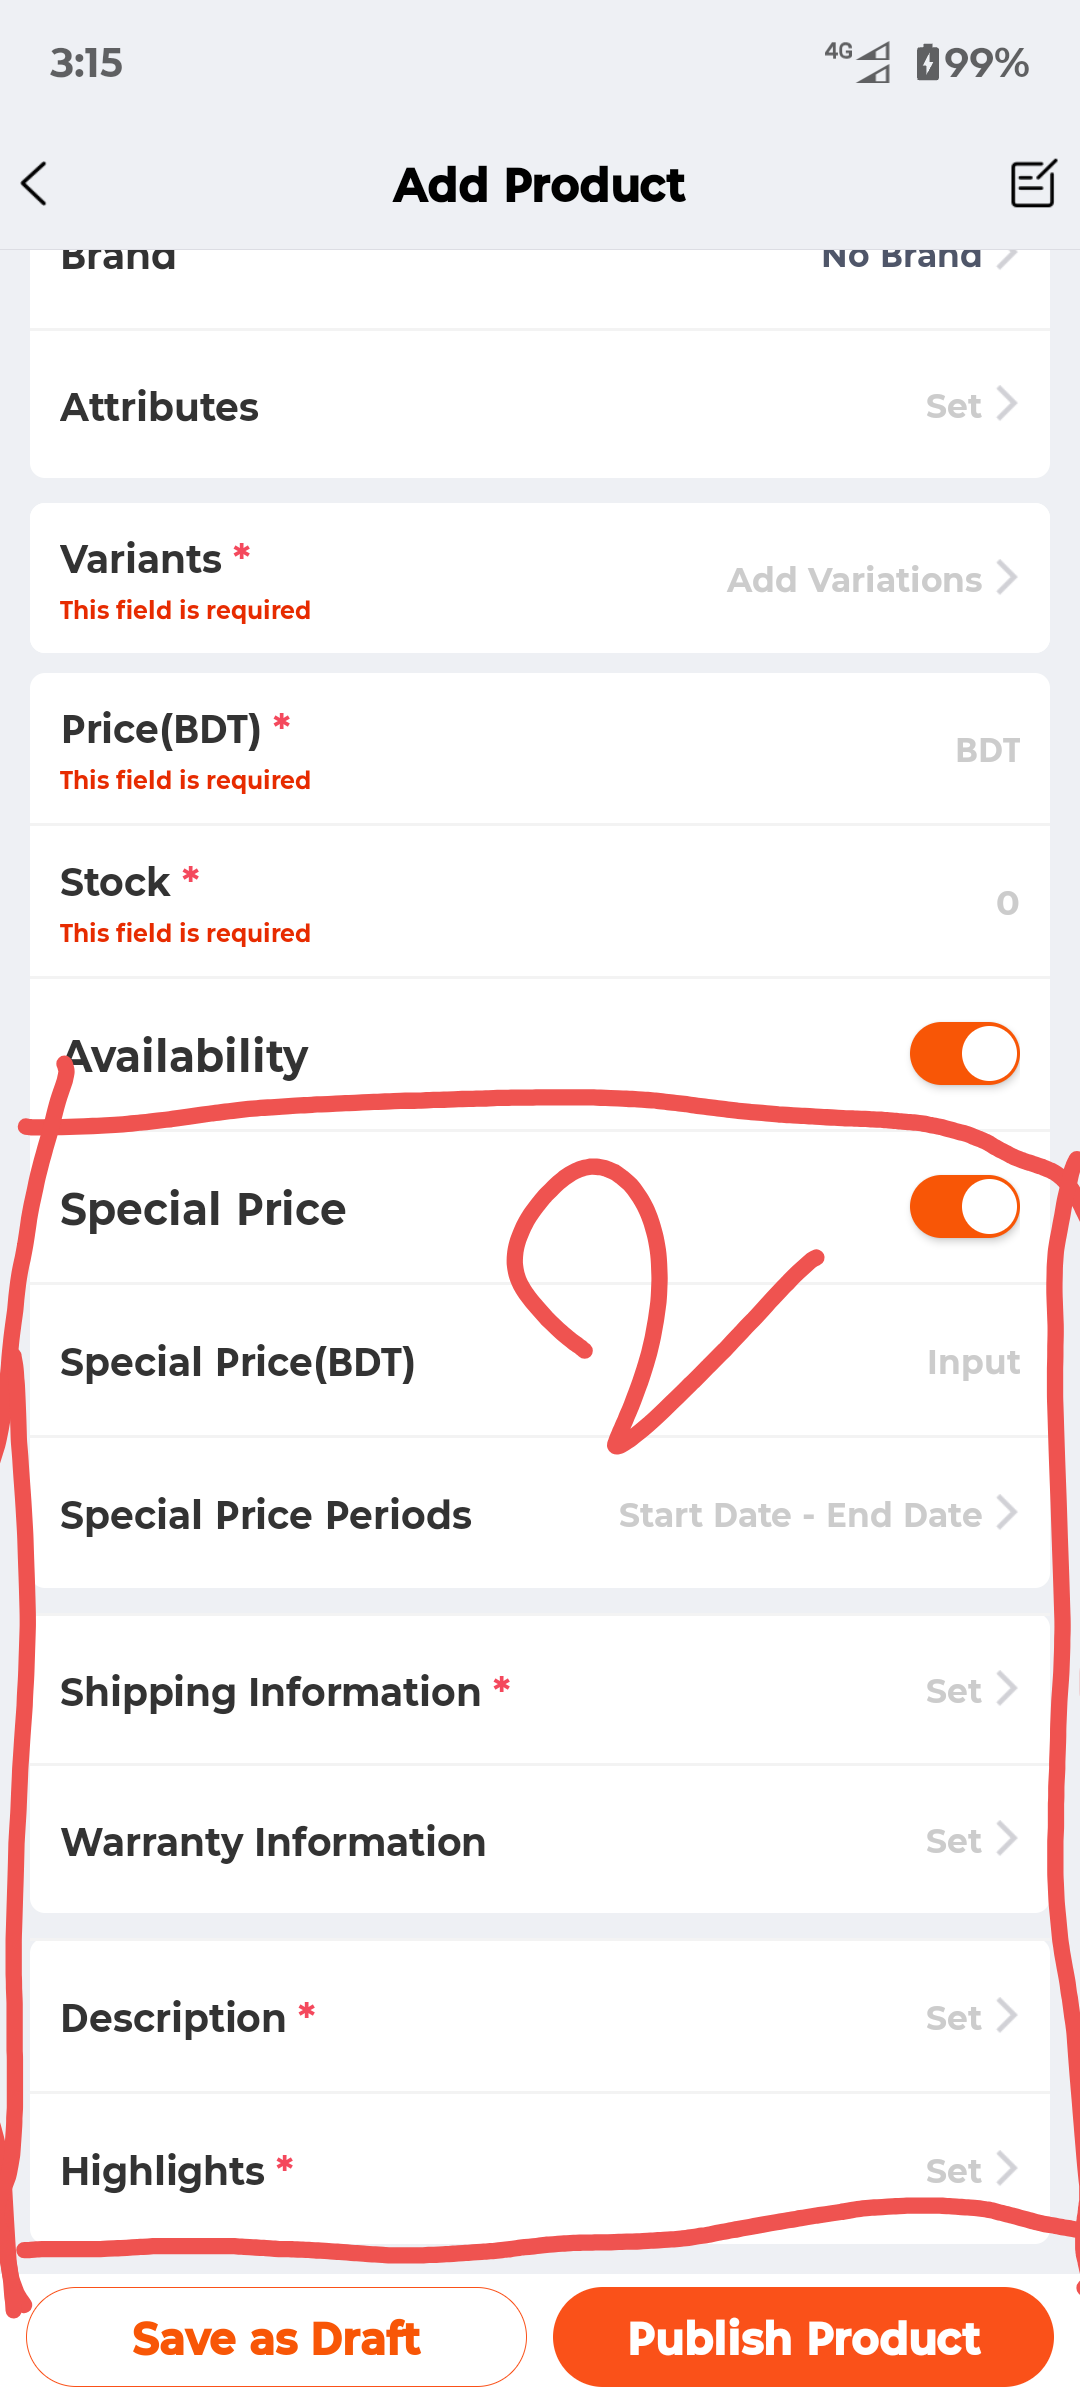 3:15
4G 99%
Add Product
Brand No Brand
Attributes Set
Variants *
This field is required
Add Variations
Price(BDT) *
This field is required
BDT
Stock *
This field is required
0
Availability
Special Price
2
Special Price(BDT) Input
Special Price Periods Start Date - End Date
Shipping Information * Set
Warranty Information Set
Description * Set
Highlights * Set
Save as Draft Publish Product